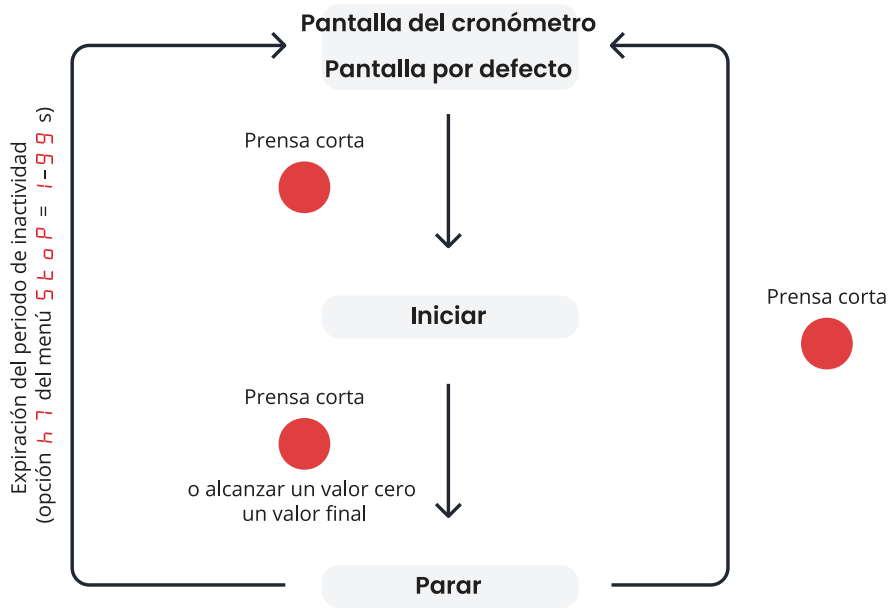 Pantalla del cronómetro
Pantalla por defecto
Prensa corta
Iniciar
Prensa corta
o alcanzar un valor cero
un valor final
Parar
Expiración del periodo de inactividad
(opción h7 del menú StoP = 1-99 s)
Prensa corta